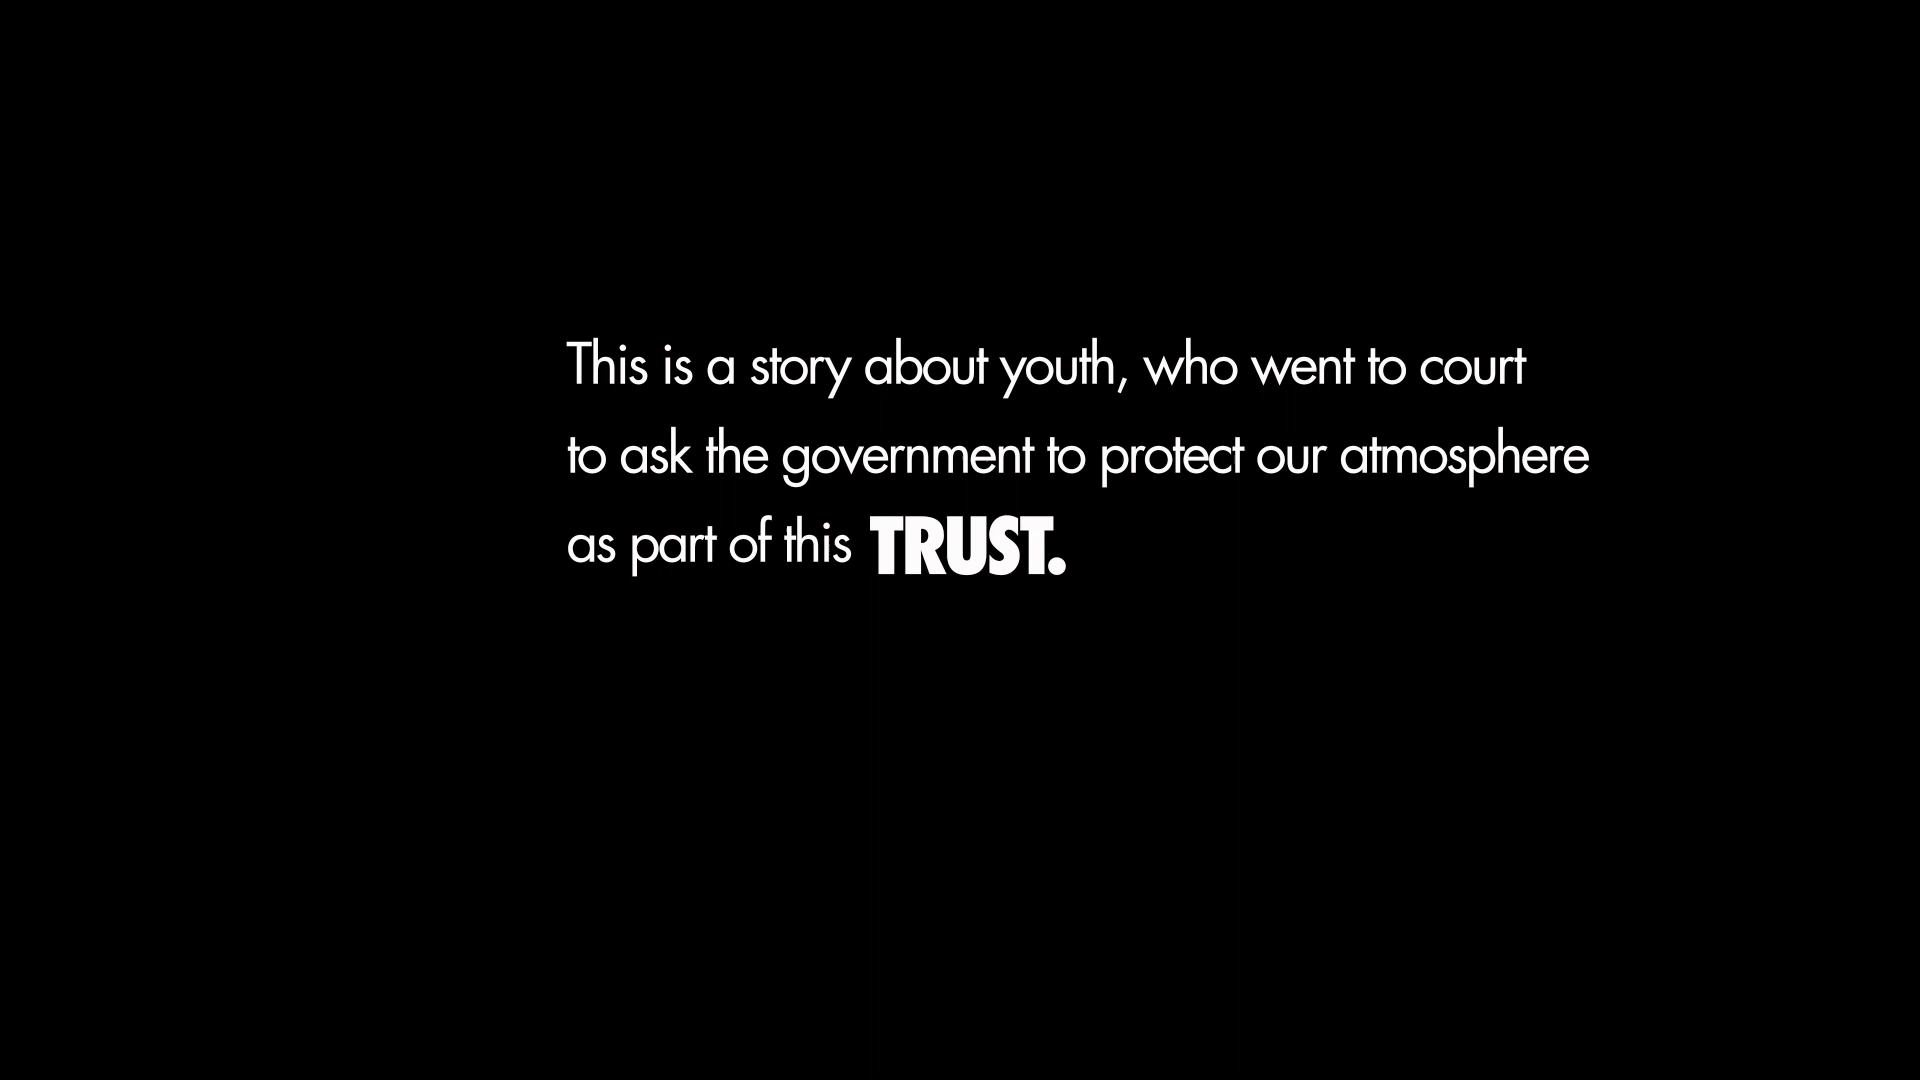 This is a story about youth, who went to court
to ask the government to protect our atmosphere
as part of this TRUST.